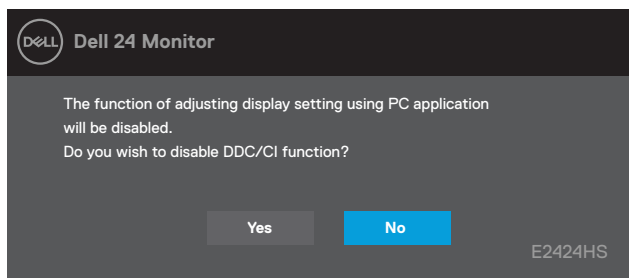 DELL Dell 24 Monitor
The function of adjusting display setting using PC application
will be disabled.
Do you wish to disable DDC/CI function?
Yes No
E2424HS